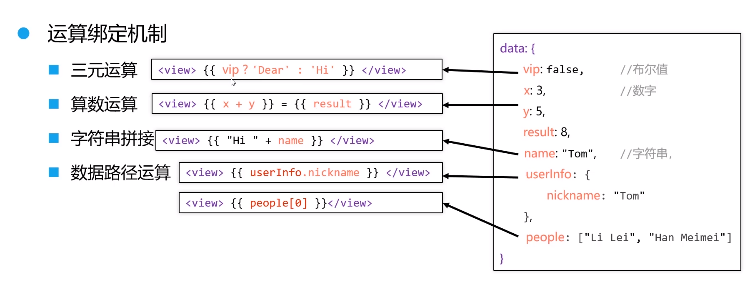 运算绑定机制
三元运算
<view> {{ vip ? 'Dear' : 'Hi' }} </view>
算数运算
<view> {{ x + y }} = {{ result }} </view>
字符串拼接
<view> {{ "Hi " + name }} </view>
数据路径运算
<view> {{ userInfo.nickname }} </view>
<view> {{ people[0] }}</view>
data: {
vip: false, //布尔值
x: 3, //数字
y: 5,
result: 8,
name: "Tom", //字符串,
userInfo: {
nickname: "Tom"
},
people: ["Li Lei", "Han Meimei"]
}